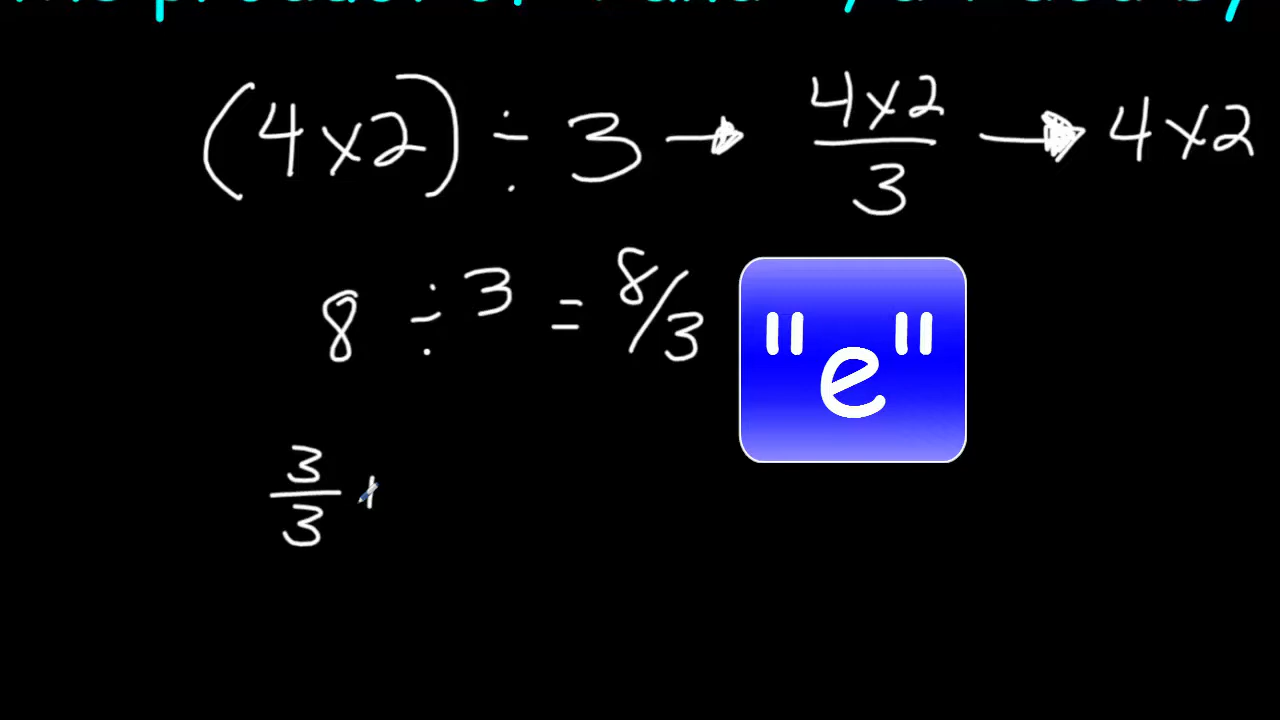 (4x2) ÷ 3 → 4x2/3 → 4x2
8 ÷ 3 = 8/3
"e"
3/3 +